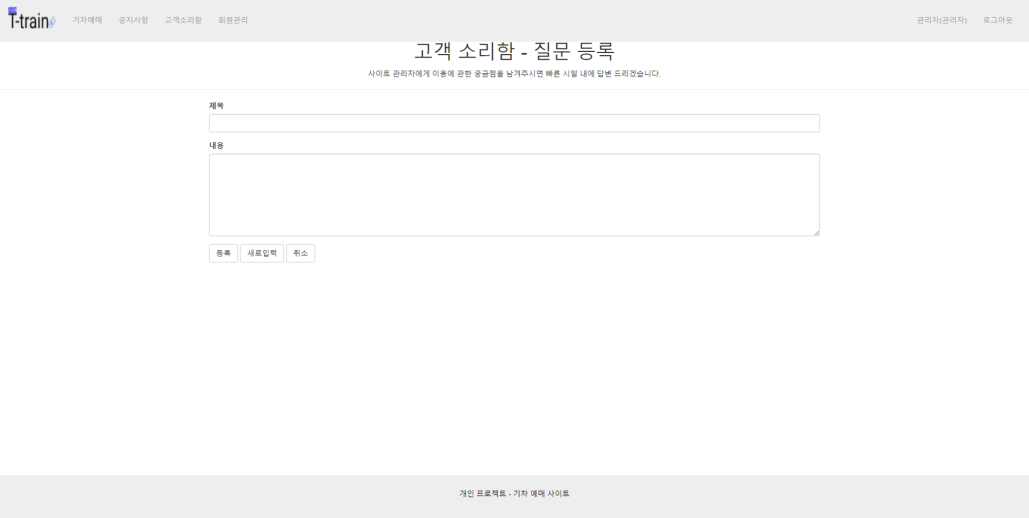 T-train 기차예매 공지사항 고객소리함 회원관리 관리자(관리자) 로그아웃
고객 소리함 - 질문 등록
사이트 관리자에게 이용에 관한 궁금점을 남겨주시면 빠른 시일 내에 답변 드리겠습니다.
제목
내용
등록 새로입력 취소
개인 프로젝트 - 기차 예매 사이트